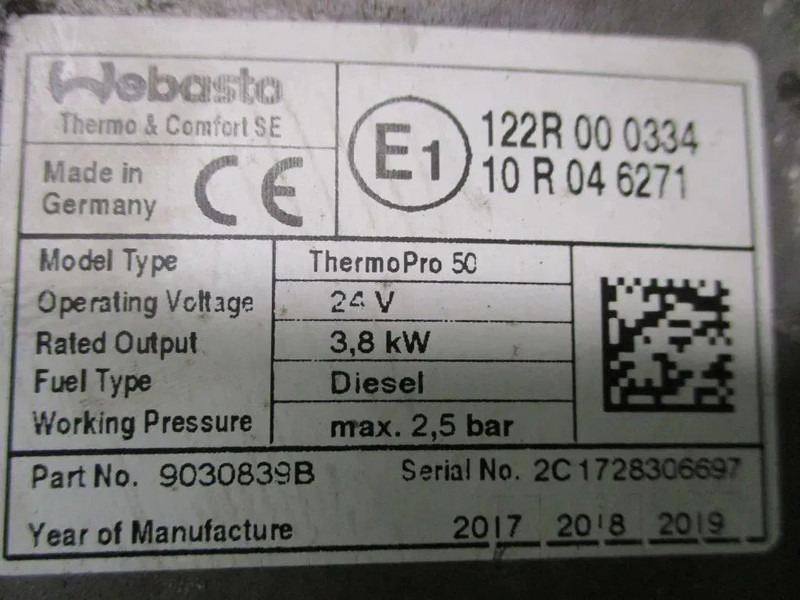 Webasto
Thermo & Comfort SE
Made in
Germany
CE
E1
122R 00 0334
10 R 04 6271
Model Type ThermoPro 50
Operating Voltage 24 V
Rated Output 3,8 kW
Fuel Type Diesel
Working Pressure max. 2,5 bar
Part No. 9030839B Serial No. 2C1728306697
Year of Manufacture 2017 2018 2019